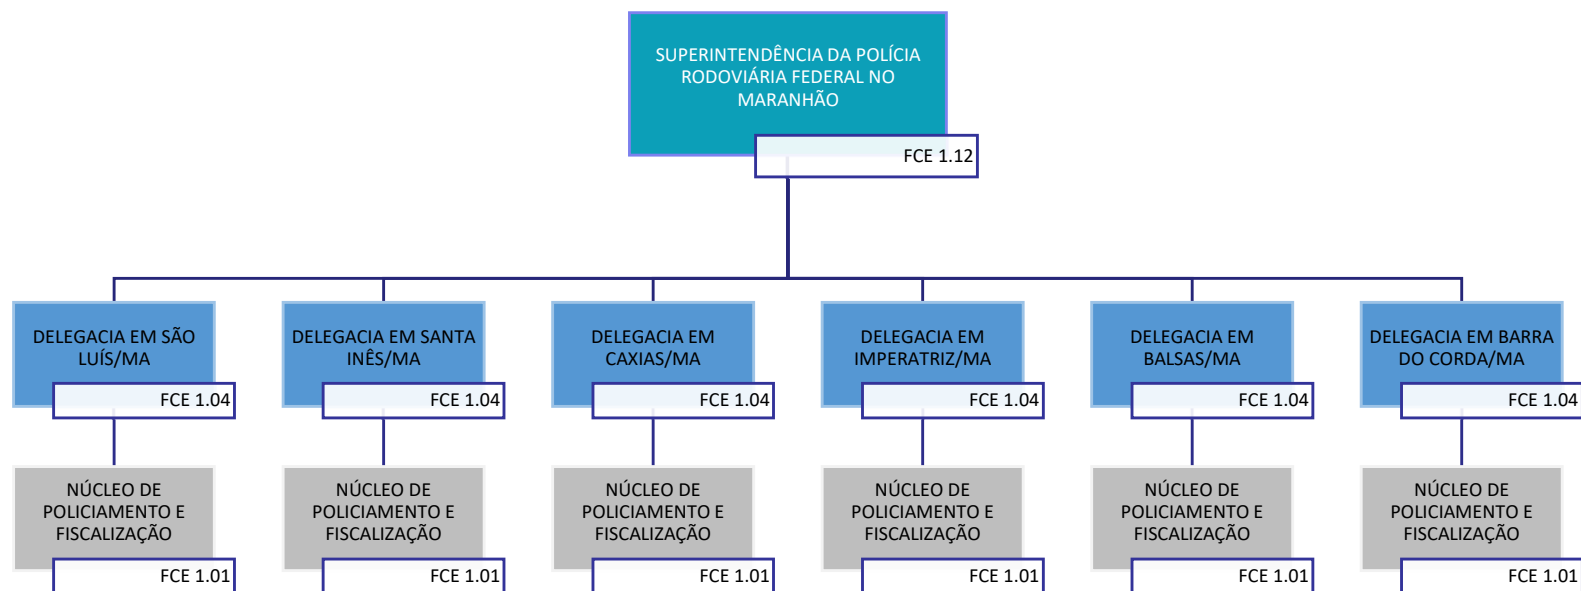 SUPERINTENDÊNCIA DA POLÍCIA
RODOVIÁRIA FEDERAL NO
MARANHÃO
FCE 1.12
DELEGACIA EM SÃO
LUÍS/MA
FCE 1.04
DELEGACIA EM SANTA
INÊS/MA
FCE 1.04
DELEGACIA EM
CAXIAS/MA
FCE 1.04
DELEGACIA EM
IMPERATRIZ/MA
FCE 1.04
DELEGACIA EM
BALSAS/MA
FCE 1.04
DELEGACIA EM BARRA
DO CORDA/MA
FCE 1.04
NÚCLEO DE
POLICIAMENTO E
FISCALIZAÇÃO
FCE 1.01
NÚCLEO DE
POLICIAMENTO E
FISCALIZAÇÃO
FCE 1.01
NÚCLEO DE
POLICIAMENTO E
FISCALIZAÇÃO
FCE 1.01
NÚCLEO DE
POLICIAMENTO E
FISCALIZAÇÃO
FCE 1.01
NÚCLEO DE
POLICIAMENTO E
FISCALIZAÇÃO
FCE 1.01
NÚCLEO DE
POLICIAMENTO E
FISCALIZAÇÃO
FCE 1.01